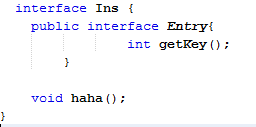 interface Ins {
public interface Entry{
int getKey();
}
void haha();
}